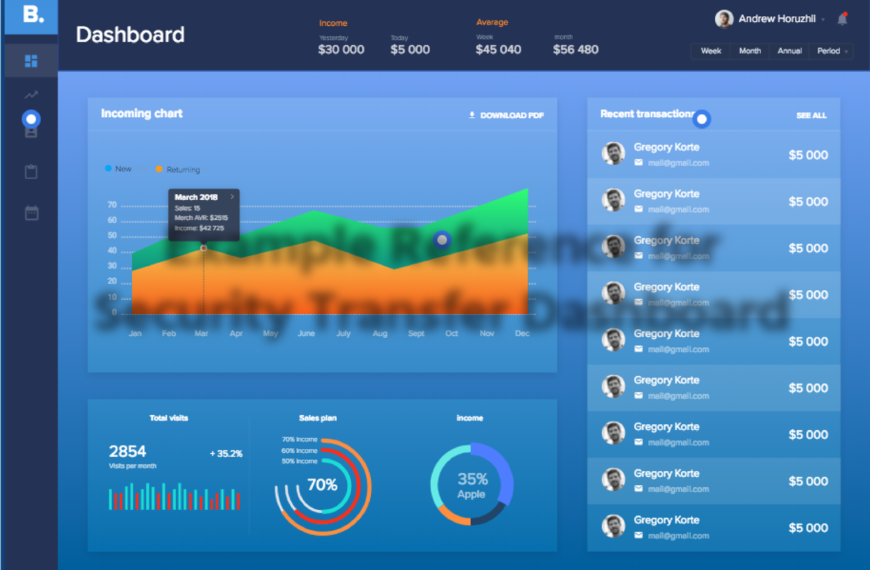 B.
Dashboard
Income
Yesterday
$30 000
Today
$5 000
Average
Week
$45 040
month
$56 480
Andrew Horuzhii
Week Month Annual Period
Incoming chart
DOWNLOAD PDF
New
Returning
March 2018
Sales: 15
March AVR: $2515
Income: $42 725
70
60
50
40
30
20
10
0
Jan Feb Mar Apr May June July Aug Sept Oct Nov Dec
Example Reference for
Security Transfer Dashboard
Total visits
2854
Visits per month
+ 35.2%
Sales plan
70% Income
60% Income
50% Income
70%
Income
35%
Apple
Recent transactions
SEE ALL
Gregory Korte
mail@gmail.com
$5 000
Gregory Korte
mail@gmail.com
$5 000
Gregory Korte
mail@gmail.com
$5 000
Gregory Korte
mail@gmail.com
$5 000
Gregory Korte
mail@gmail.com
$5 000
Gregory Korte
mail@gmail.com
$5 000
Gregory Korte
mail@gmail.com
$5 000
Gregory Korte
mail@gmail.com
$5 000
Gregory Korte
mail@gmail.com
$5 000